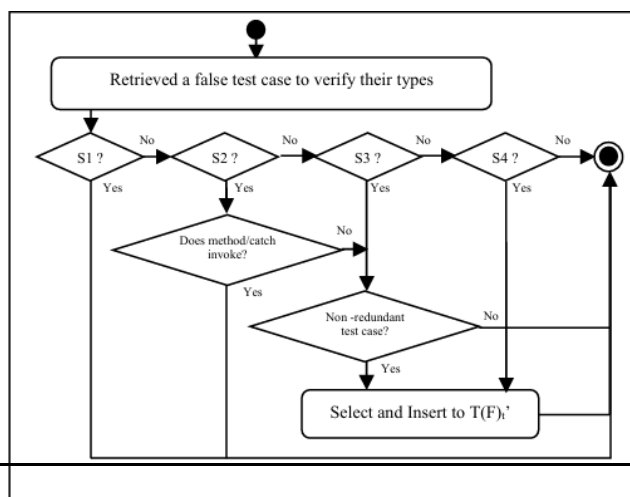 Retrieved a false test case to verify their types
S1 ?
No
S2 ?
No
S3 ?
No
S4 ?
No
Yes
Yes
Yes
Yes
Does method/catch
invoke?
No
Yes
Non -redundant
test case?
No
Yes
Select and Insert to T(F)ₜ’